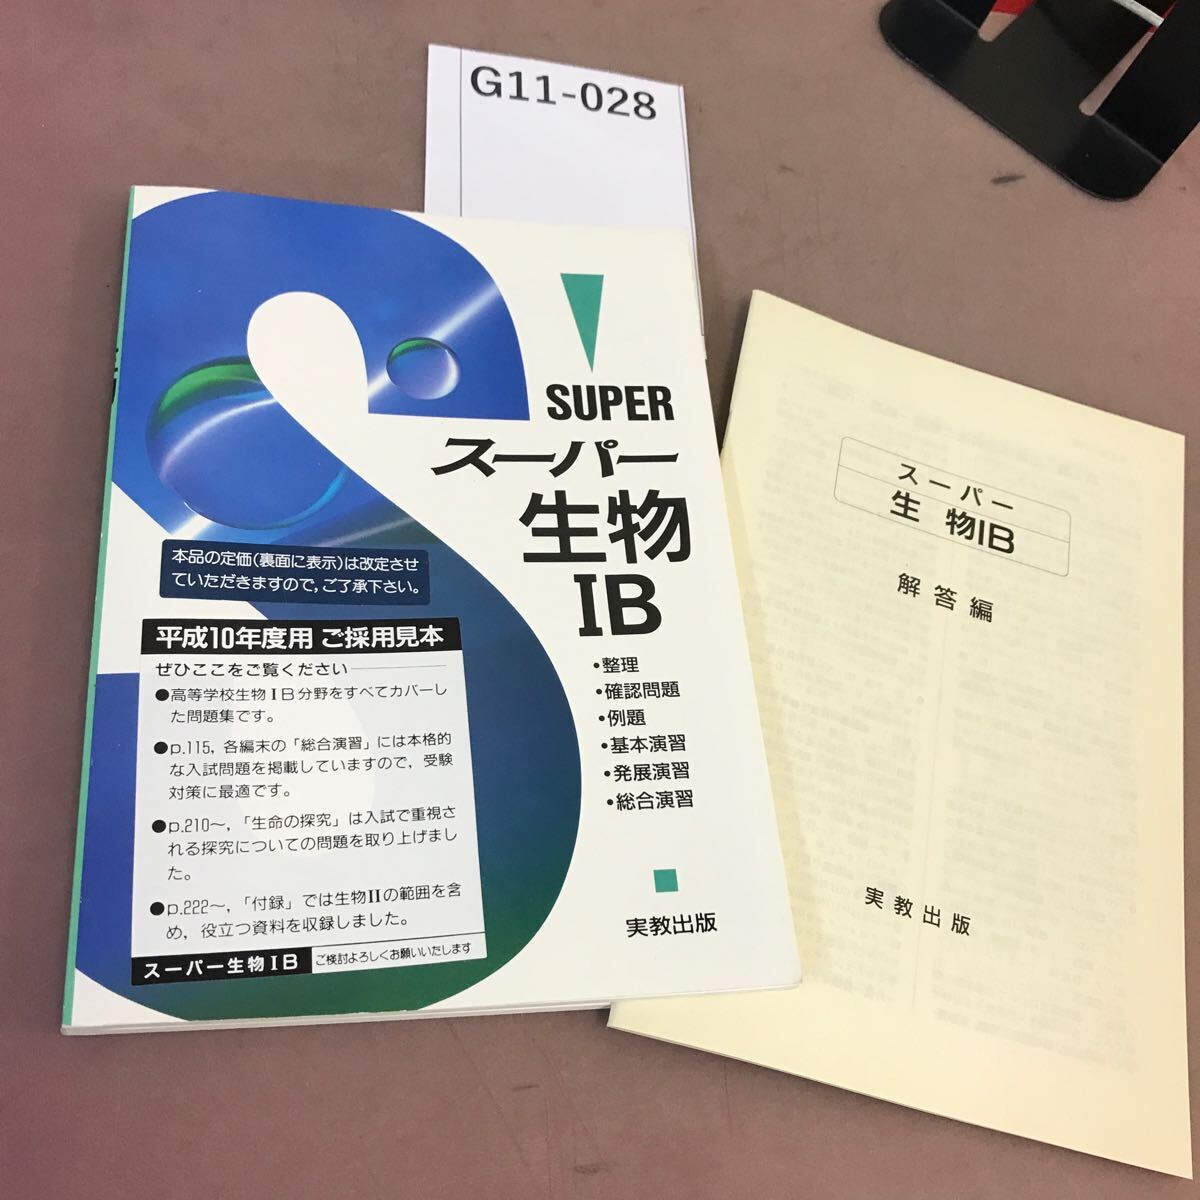 G11-028
SUPER
スーパー
生物
IB
本品の定価(裏面に表示)は改定させ
ていただきますので,ご了承下さい。
平成10年度用 ご採用見本
ぜひここをご覧ください
●高等学校生物ⅠB分野をすべてカバーし
た問題集です。
●p.115,各編末の「総合演習」には本格的
な入試問題を掲載していますので,受験
対策に最適です。
●p.210〜,「生命の探究」は入試で重視さ
れる探究についての問題を取り上げまし
た。
●p.222〜,「付録」では生物Ⅱの範囲を含
め,役立つ資料を収録しました。
スーパー生物ⅠB ご検討よろしくお願いいたします
・整理
・確認問題
・例題
・基本演習
・発展演習
・総合演習
実教出版
スーパー
生物IB
解答編
実教出版